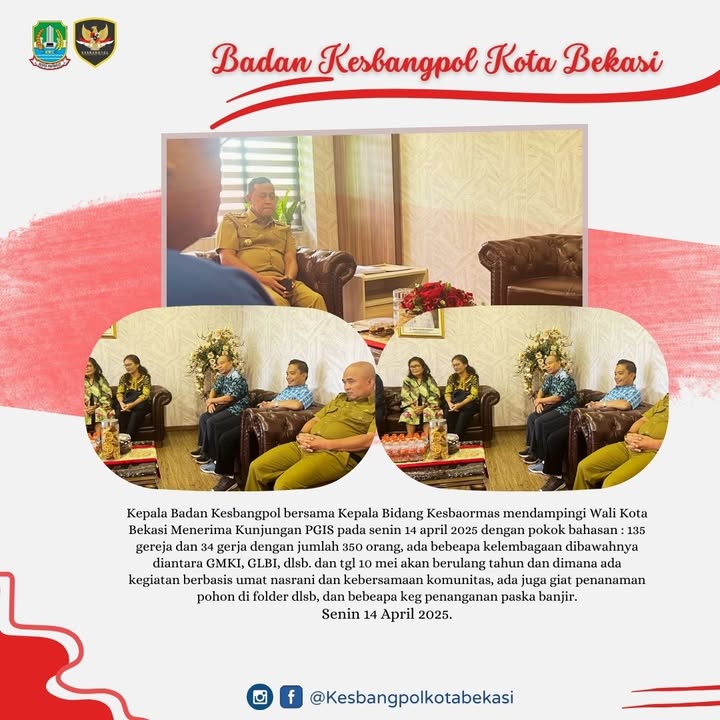 Badan Kesbangpol Kota Bekasi
Kepala Badan Kesbangpol bersama Kepala Bidang Kesbaormas mendampingi Wali Kota
Bekasi Menerima Kunjungan PGIS pada senin 14 april 2025 dengan pokok bahasan : 135
gereja dan 34 gerja dengan jumlah 350 orang, ada bebeapa kelembagaan dibawahnya
diantara GMKI, GLBI, dlsb. dan tgl 10 mei akan berulang tahun dan dimana ada
kegiatan berbasis umat nasrani dan kebersamaan komunitas, ada juga giat penanaman
pohon di folder dlsb, dan bebeapa keg penanganan paska banjir.
Senin 14 April 2025.
@Kesbangpolkotabekasi